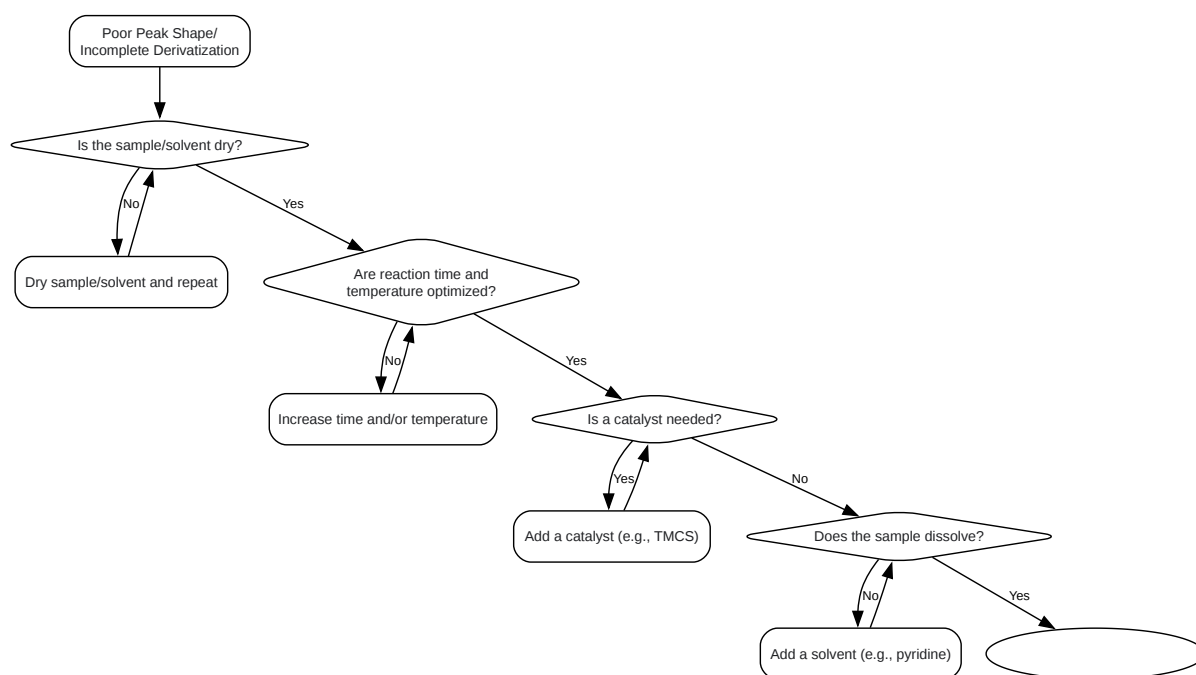 Poor Peak Shape/
Incomplete Derivatization
Is the sample/solvent dry?
No
Yes
Dry sample/solvent and repeat
Are reaction time and
temperature optimized?
No
Yes
Increase time and/or temperature
Is a catalyst needed?
Yes
No
Add a catalyst (e.g., TMCS)
Does the sample dissolve?
No
Yes
Add a solvent (e.g., pyridine)